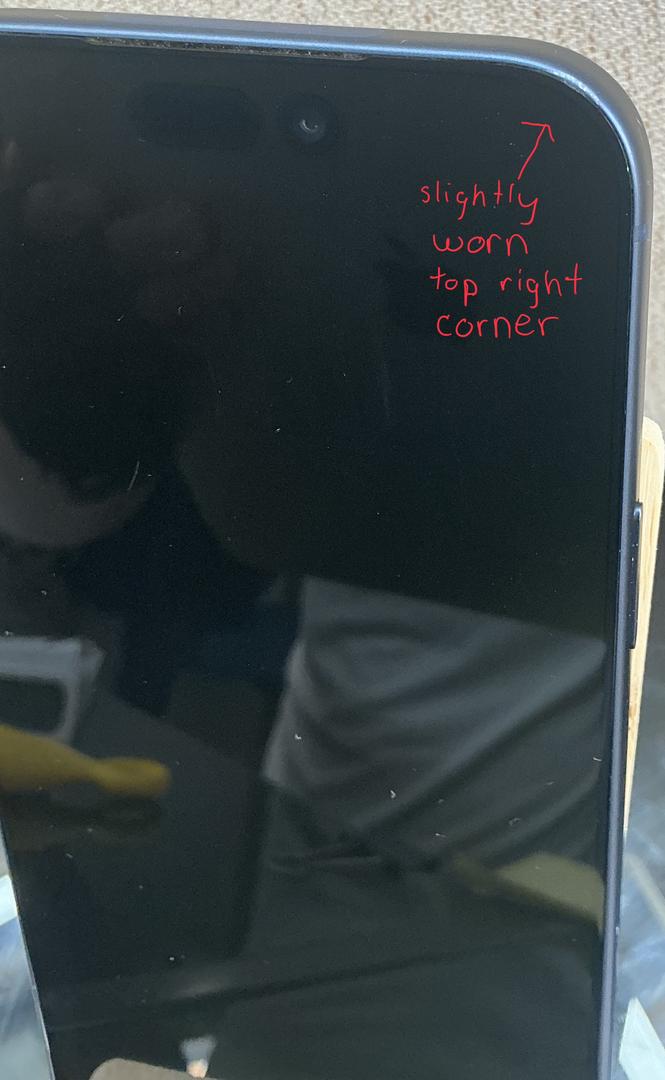 slightly
worn
top right
corner